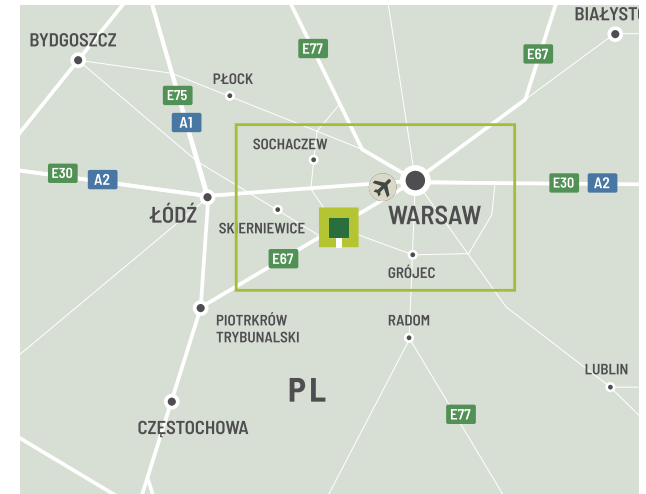 BIAŁYSTO
BYDGOSZCZ
E77
E67
PŁOCK
E75
A1
SOCHACZEW
E30
A2
E30
A2
ŁÓDŹ
SKIERNIEWICE
WARSAW
E67
GRÓJEC
PIOTRKRÓW
TRYBUNALSKI
RADOM
LUBLIN
PL
E77
CZĘSTOCHOWA